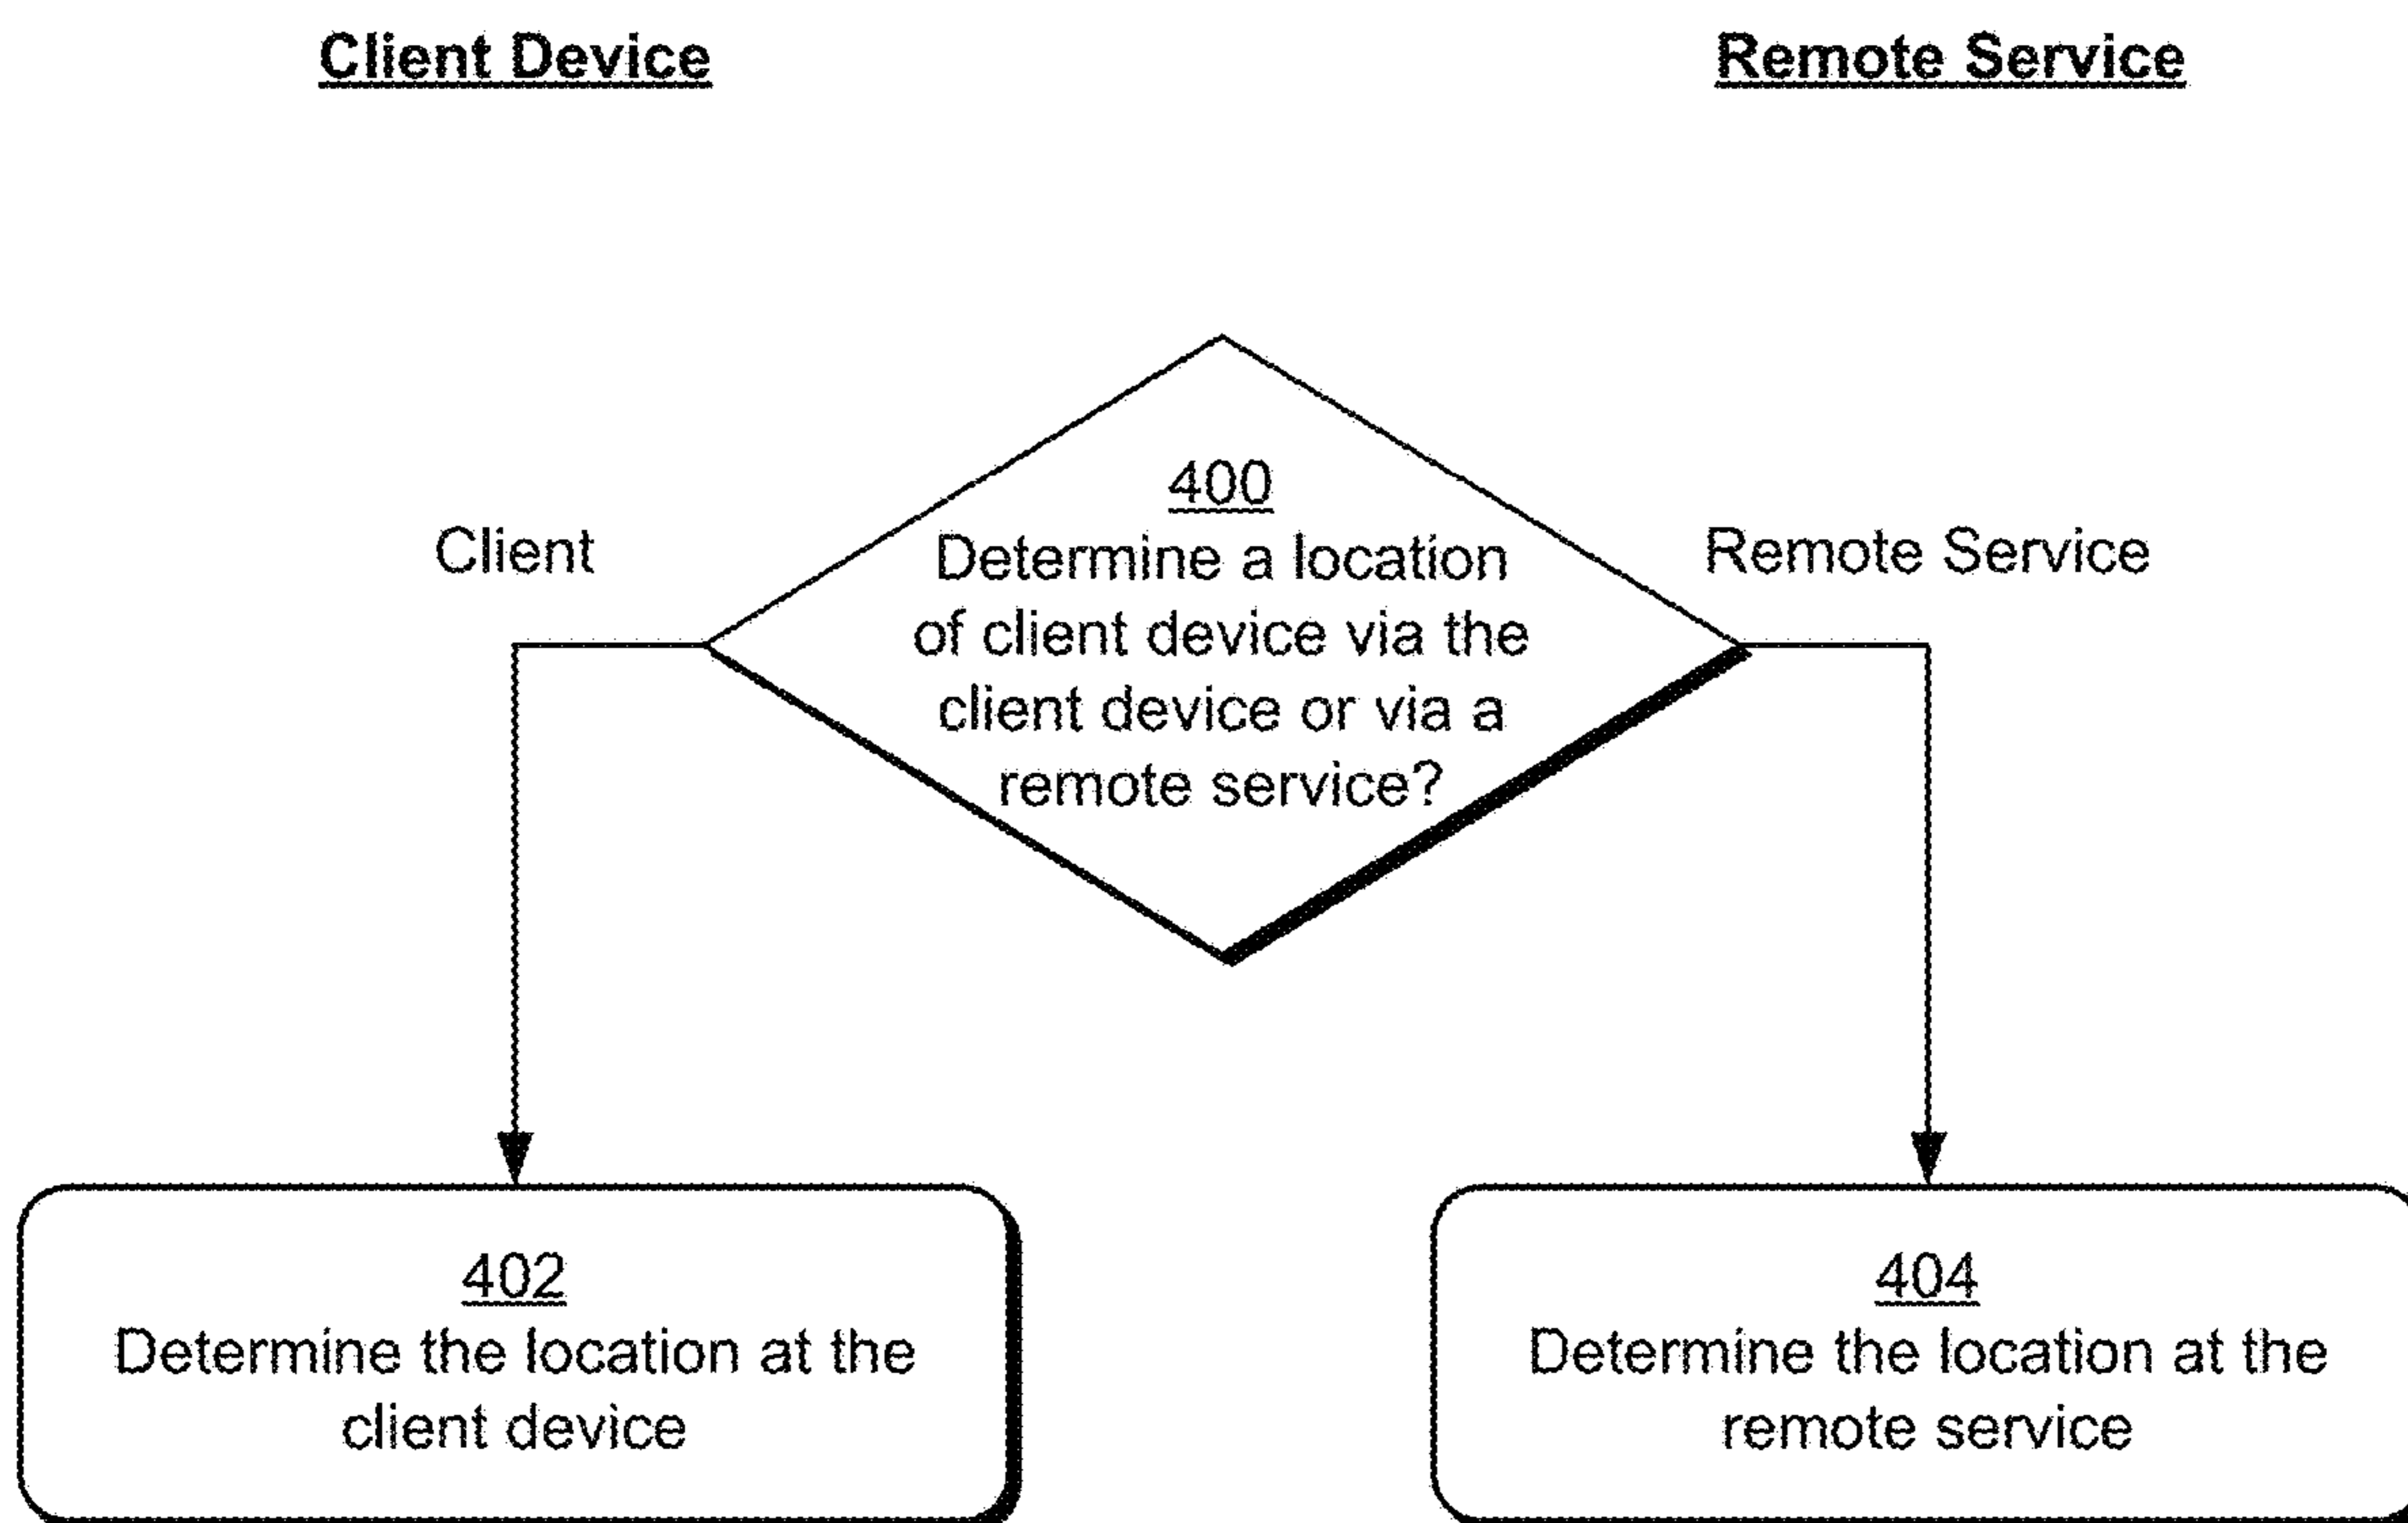 Client Device
Remote Service
400
Determine a location
of client device via the
client device or via a
remote service?
Client
Remote Service
402
Determine the location at the
client device
404
Determine the location at the
remote service